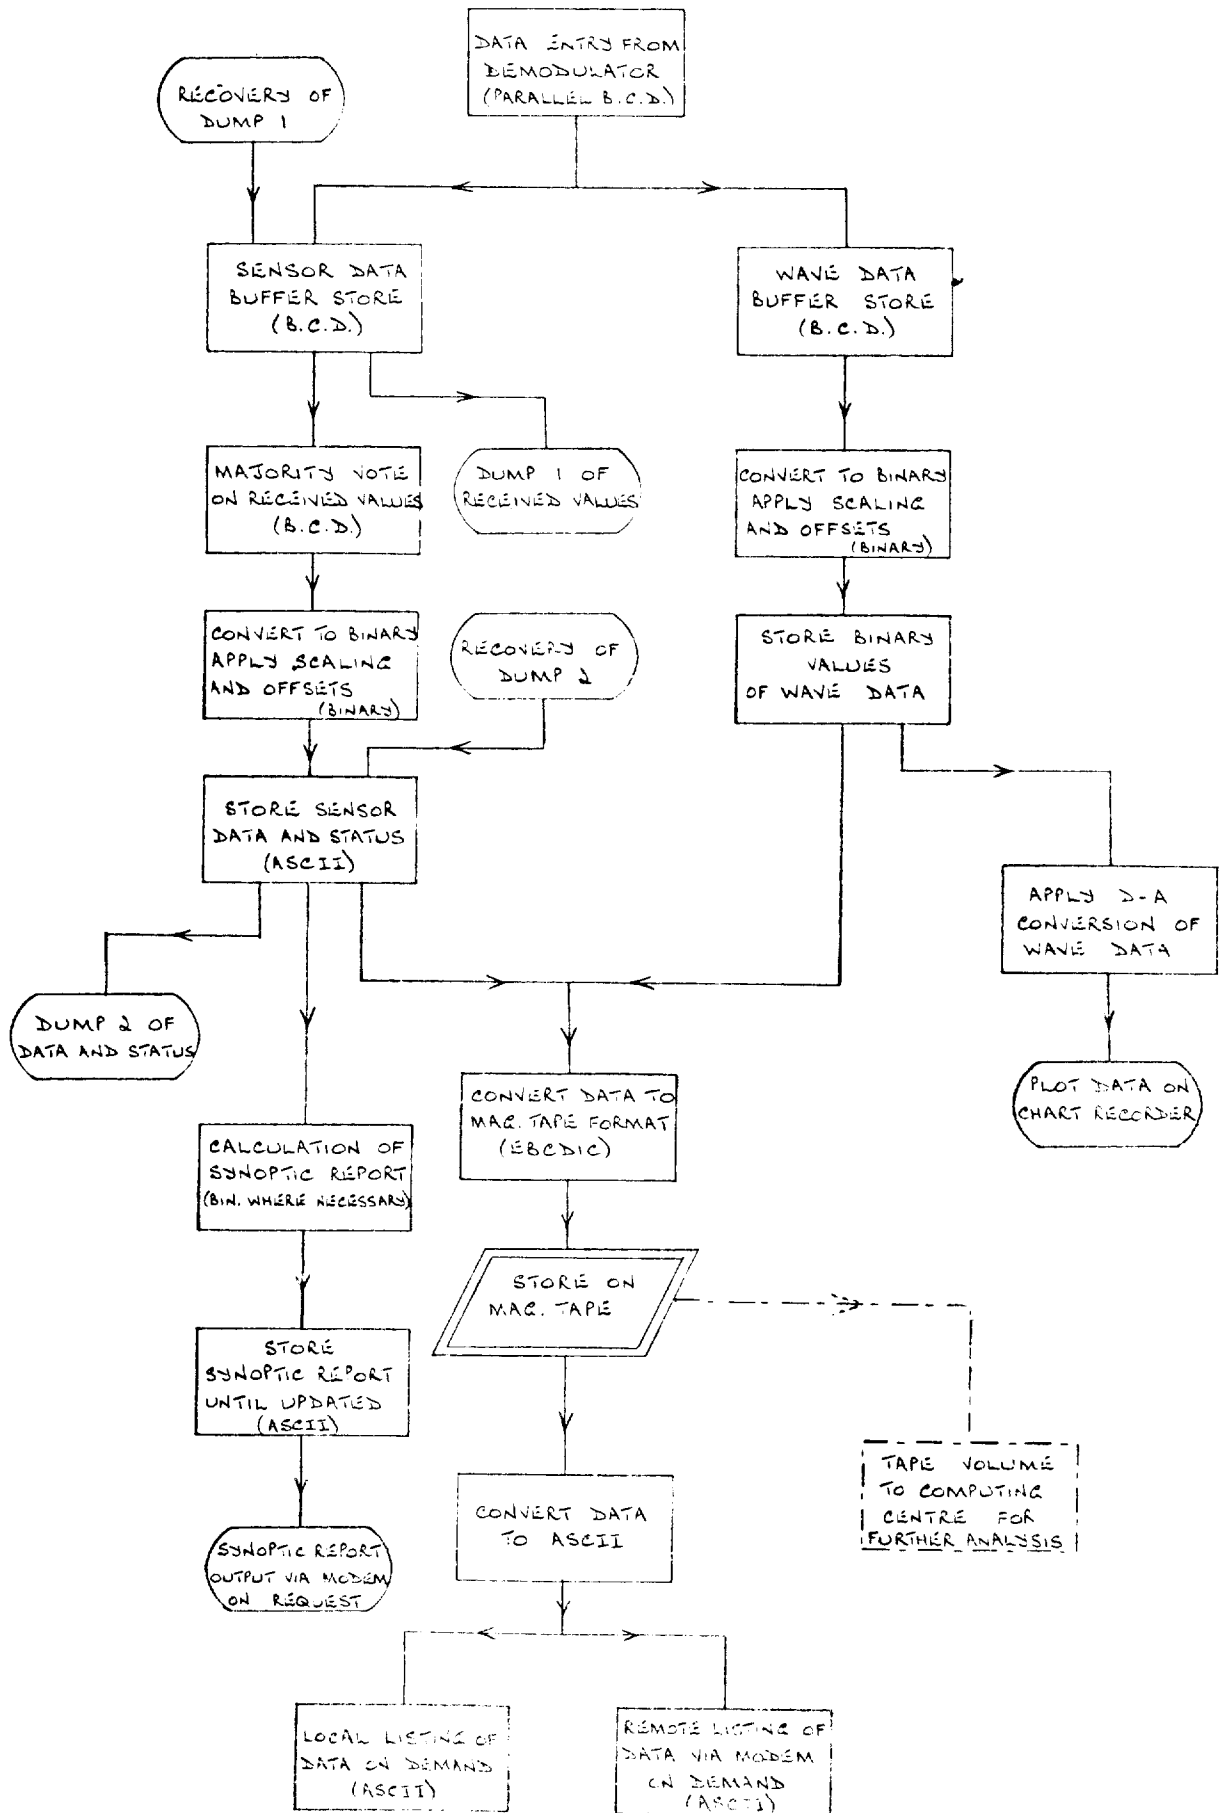 DATA ENTRY FROM
DEMODULATOR
(PARALLEL B.C.D.)
RECOVERY OF
DUMP 1
SENSOR DATA
BUFFER STORE
(B.C.D.)
WAVE DATA
BUFFER STORE
(B.C.D.)
MAJORITY VOTE
ON RECEIVED VALUES
(B.C.D.)
DUMP 1 OF
RECEIVED VALUES
CONVERT TO BINARY
APPLY SCALING
AND OFFSETS
(BINARY)
CONVERT TO BINARY
APPLY SCALING
AND OFFSETS
(BINARY)
RECOVERY OF
DUMP 2
STORE BINARY
VALUES
OF WAVE DATA
STORE SENSOR
DATA AND STATUS
(ASCII)
APPLY D-A
CONVERSION OF
WAVE DATA
DUMP 2 OF
DATA AND STATUS
CONVERT DATA TO
MAG. TAPE FORMAT
(EBCDIC)
PLOT DATA ON
CHART RECORDER
CALCULATION OF
SYNOPTIC REPORT
(BIN. WHERE NECESSARY)
STORE ON
MAG. TAPE
STORE
SYNOPTIC REPORT
UNTIL UPDATED
(ASCII)
TAPE VOLUME
TO COMPUTING
CENTRE FOR
FURTHER ANALYSIS
CONVERT DATA
TO ASCII
SYNOPTIC REPORT
OUTPUT VIA MODEM
ON REQUEST
LOCAL LISTING OF
DATA ON DEMAND
(ASCII)
REMOTE LISTING OF
DATA VIA MODEM
ON DEMAND
(ASCII)